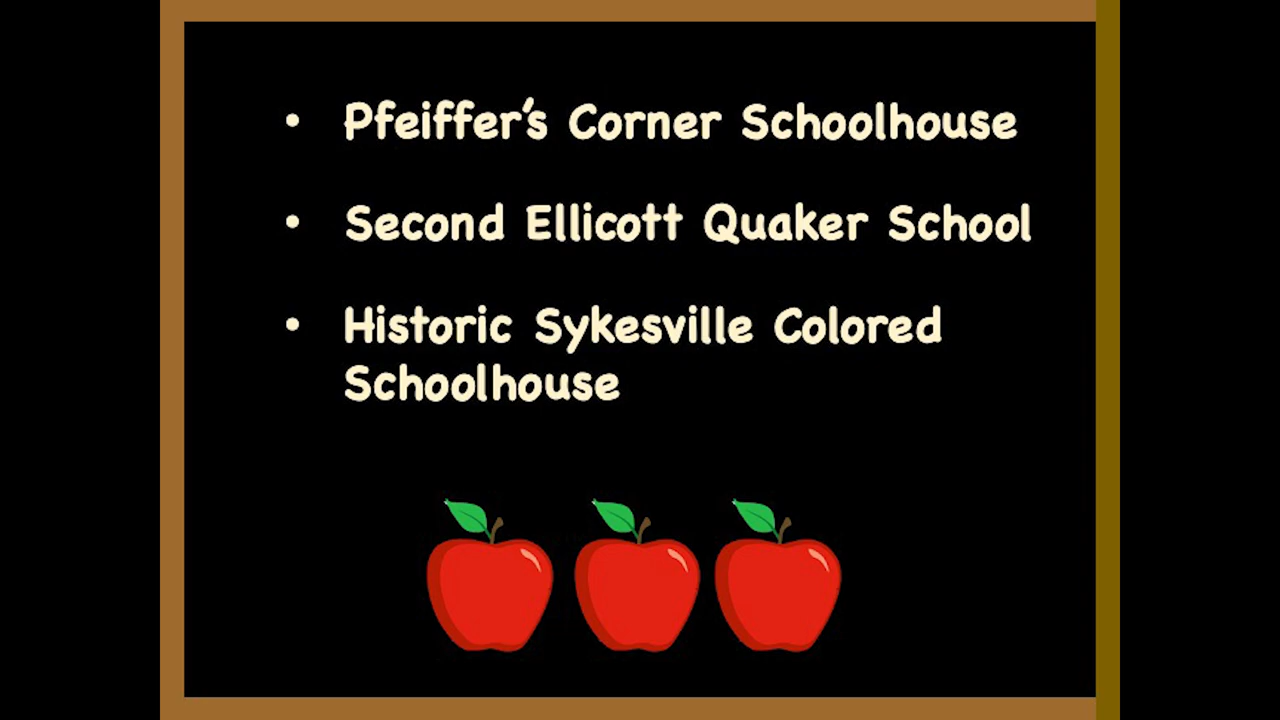 • Pfeiffer's Corner Schoolhouse
• Second Ellicott Quaker School
• Historic Sykesville Colored
Schoolhouse